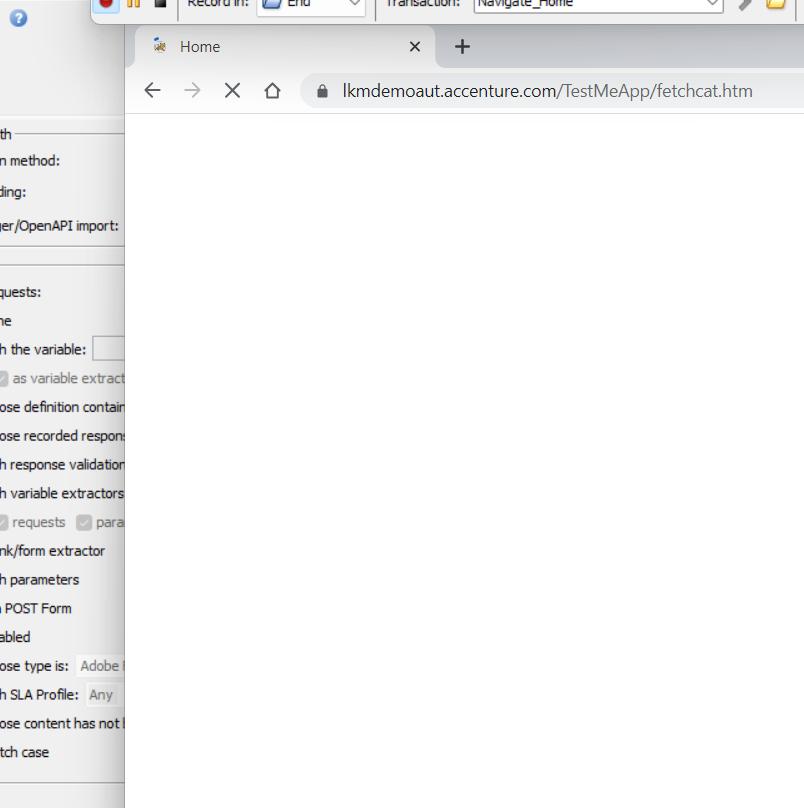 Record in: End Transaction: Navigate_Home
Home
lkmdemoaut.accenture.com/TestMeApp/fetchcat.htm
th
n method:
ding:
ger/OpenAPI import:
quests:
ne
h the variable:
as variable extract
ose definition contain
ose recorded respons
h response validation
h variable extractors
requests para
nk/form extractor
h parameters
POST Form
abled
ose type is: Adobe
h SLA Profile: Any
ose content has not b
tch case